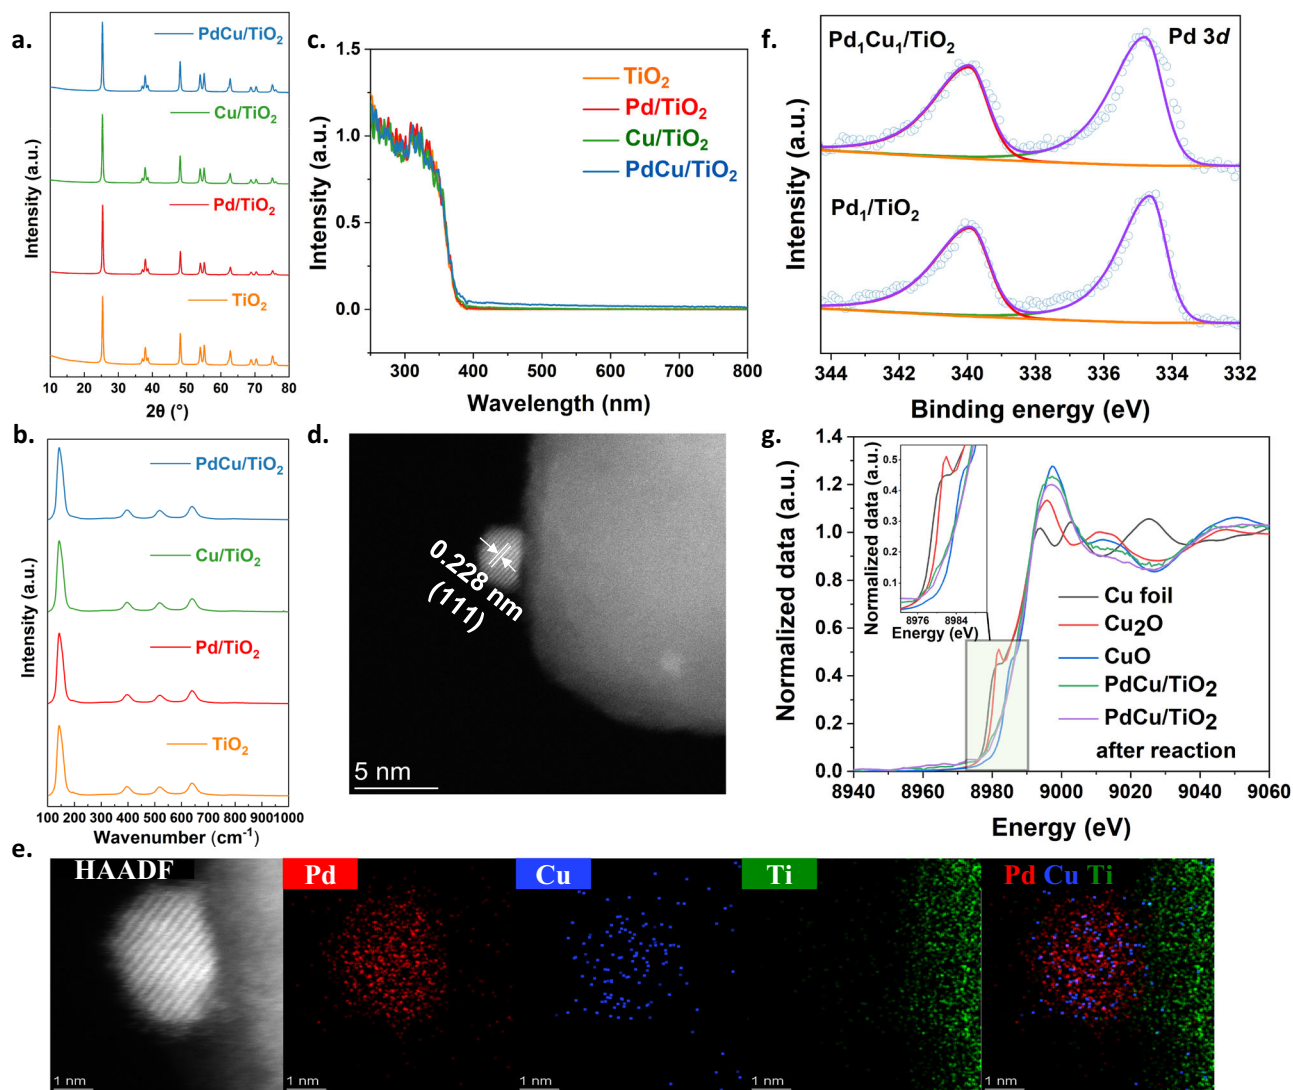 a.
PdCu/TiO₂
Cu/TiO₂
Pd/TiO₂
TiO₂
Intensity (a.u.)
10 20 30 40 50 60 70 80
2θ (°)
b.
PdCu/TiO₂
Cu/TiO₂
Pd/TiO₂
TiO₂
Intensity (a.u.)
100 200 300 400 500 600 700 800 9001000
Wavenumber (cm⁻¹)
c.
1.5
1.0
0.5
0.0
Intensity (a.u.)
TiO₂
Pd/TiO₂
Cu/TiO₂
PdCu/TiO₂
300 400 500 600 700 800
Wavelength (nm)
d.
0.228 nm
(111)
5 nm
f.
Pd₁Cu₁/TiO₂
Pd 3d
Pd₁/TiO₂
Intensity (a.u.)
344 342 340 338 336 334 332
Binding energy (eV)
g.
1.4
1.2
1.0
0.8
0.6
0.4
0.2
0.0
Normalized data (a.u.)
0.5
0.4
0.3
0.2
0.1
Normalized data (a.u.)
8976 8984
Energy (eV)
Cu foil
Cu₂O
CuO
PdCu/TiO₂
PdCu/TiO₂
after reaction
8940 8960 8980 9000 9020 9040 9060
Energy (eV)
e.
HAADF
Pd
Cu
Ti
Pd Cu Ti
1 nm
1 nm
1 nm
1 nm
1 nm